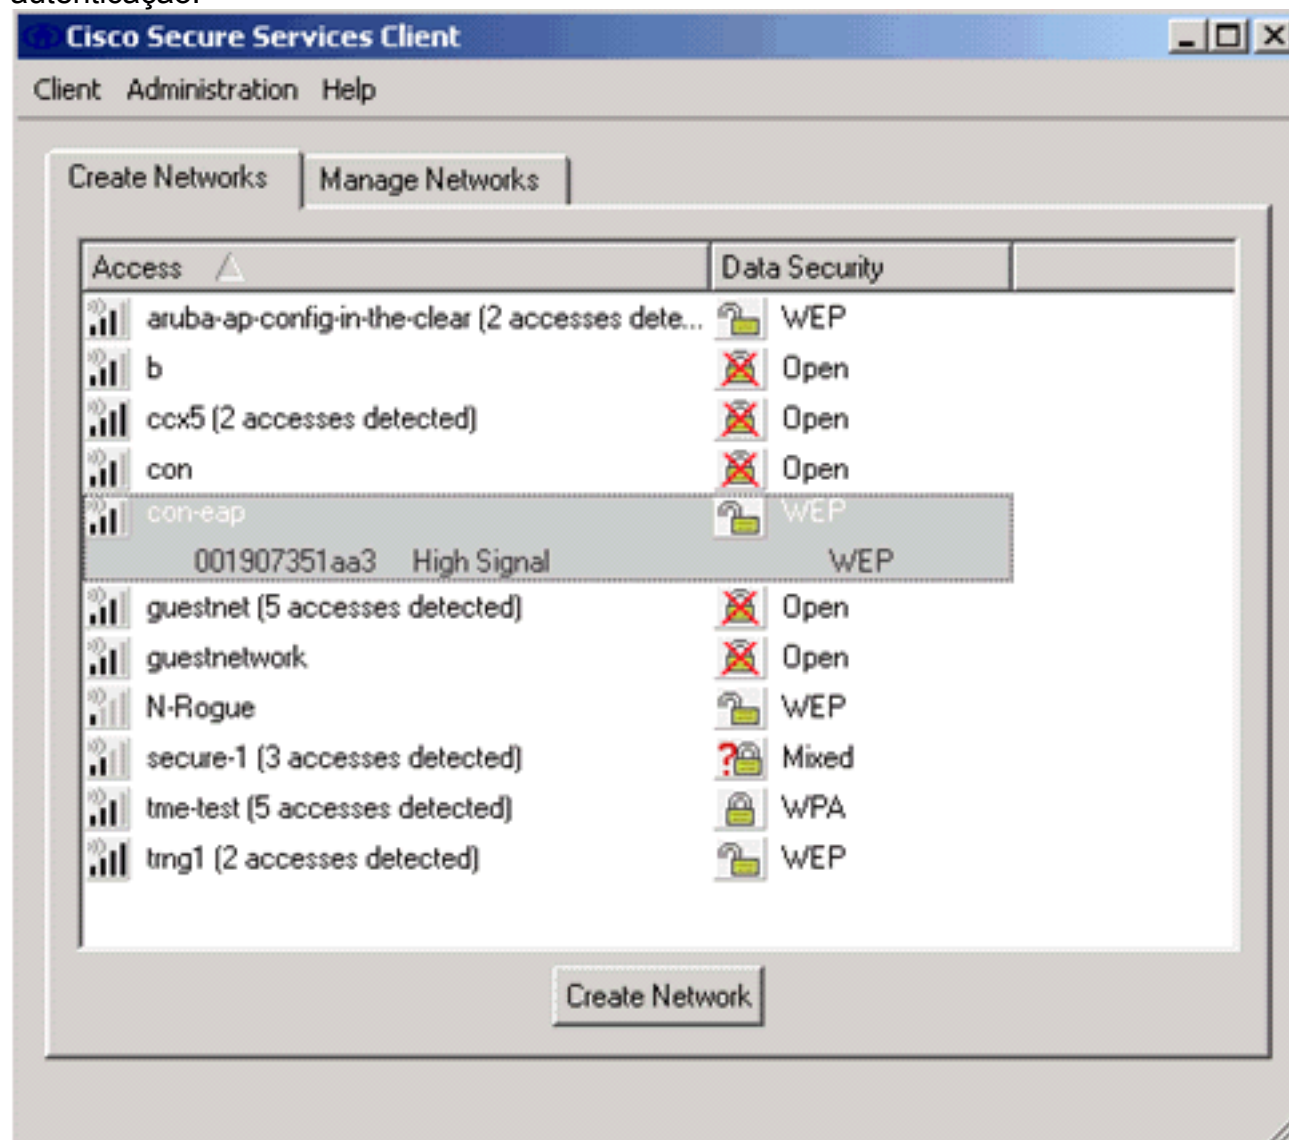 autenticação.
Cisco Secure Services Client
Client Administration Help
Create Networks Manage Networks
Access Data Security
aruba-ap-config-in-the-clear (2 accesses dete... WEP
b Open
ccx5 (2 accesses detected) Open
con Open
con-eap WEP
001907351aa3 High Signal WEP
guestnet (5 accesses detected) Open
guestnetwork Open
N-Rogue WEP
secure-1 (3 accesses detected) Mixed
tme-test (5 accesses detected) WPA
trng1 (2 accesses detected) WEP
Create Network